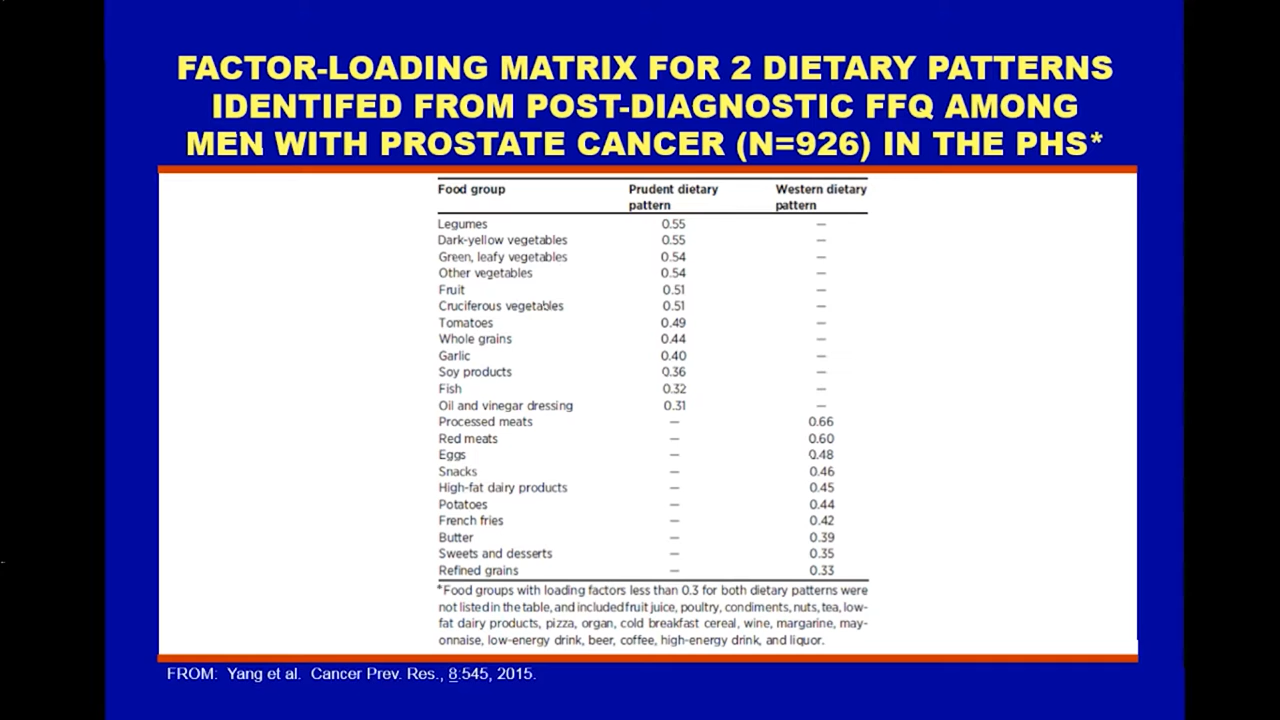 FACTOR-LOADING MATRIX FOR 2 DIETARY PATTERNS
IDENTIFED FROM POST-DIAGNOSTIC FFQ AMONG
MEN WITH PROSTATE CANCER (N=926) IN THE PHS*
Food group Prudent dietary pattern Western dietary pattern
Legumes 0.55 —
Dark-yellow vegetables 0.55 —
Green, leafy vegetables 0.54 —
Other vegetables 0.54 —
Fruit 0.51 —
Cruciferous vegetables 0.51 —
Tomatoes 0.49 —
Whole grains 0.44 —
Garlic 0.40 —
Soy products 0.36 —
Fish 0.32 —
Oil and vinegar dressing 0.31 —
Processed meats — 0.66
Red meats — 0.60
Eggs — 0.48
Snacks — 0.46
High-fat dairy products — 0.45
Potatoes — 0.44
French fries — 0.42
Butter — 0.39
Sweets and desserts — 0.35
Refined grains — 0.33
*Food groups with loading factors less than 0.3 for both dietary patterns were
not listed in the table, and included fruit juice, poultry, condiments, nuts, tea, low-
fat dairy products, pizza, organ, cold breakfast cereal, wine, margarine, may-
onnaise, low-energy drink, beer, coffee, high-energy drink, and liquor.
FROM: Yang et al. Cancer Prev. Res., 8:545, 2015.